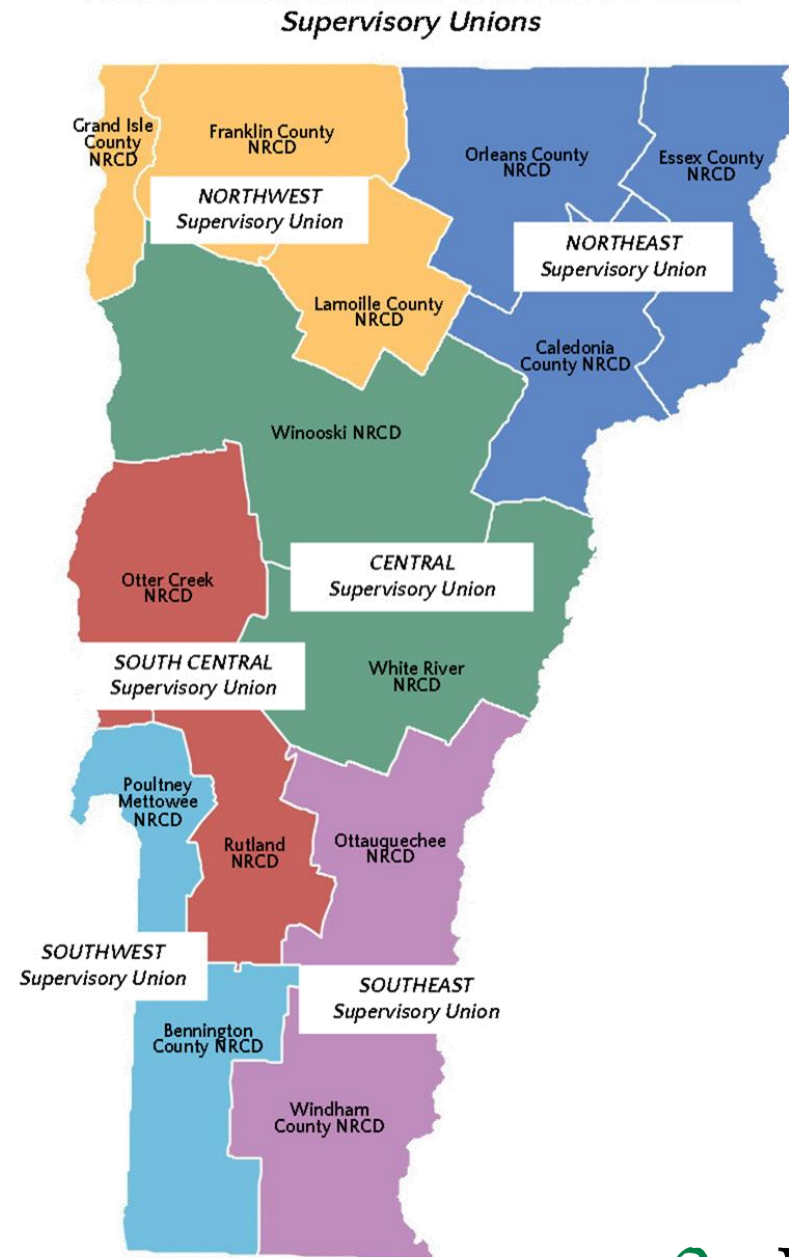 Supervisory Unions
Grand Isle
County
NRCD
Franklin County
NRCD
Orleans County
NRCD
Essex County
NRCD
NORTHWEST
Supervisory Union
NORTHEAST
Supervisory Union
Lamoille County
NRCD
Caledonia
County NRCD
Winooski NRCD
CENTRAL
Supervisory Union
Otter Creek
NRCD
SOUTH CENTRAL
Supervisory Union
White River
NRCD
Poultney
Mettowee
NRCD
Rutland
NRCD
Ottauquechee
NRCD
SOUTHWEST
Supervisory Union
SOUTHEAST
Supervisory Union
Bennington
County NRCD
Windham
County NRCD